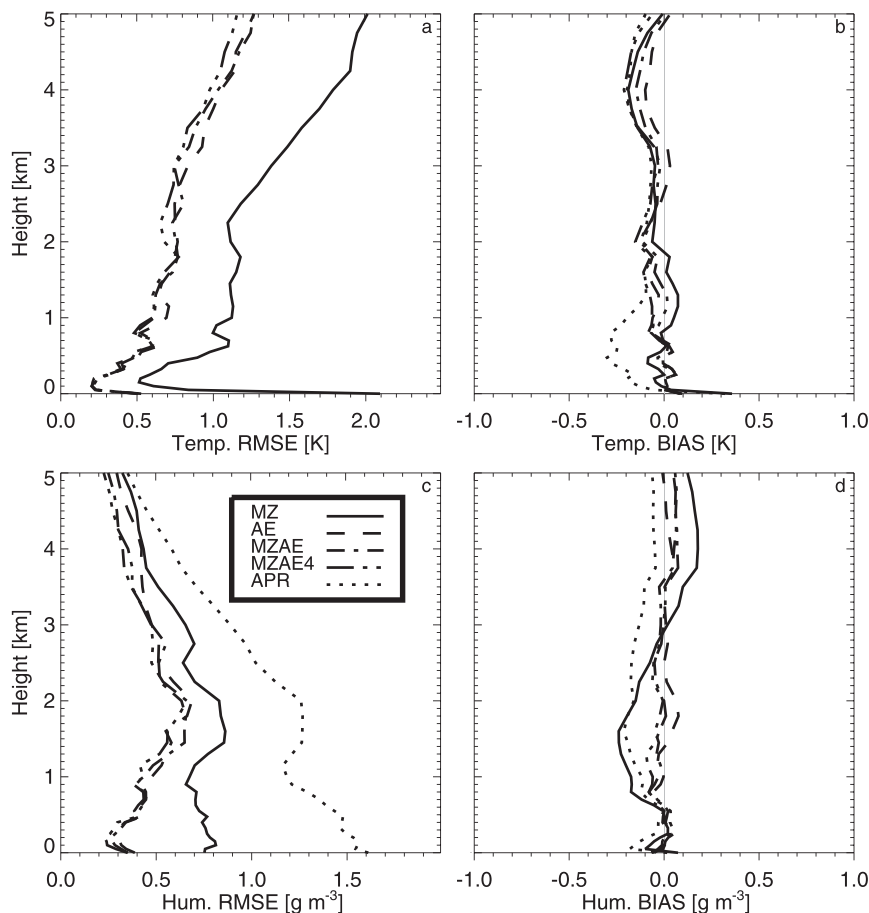 a
b
Height [km]
5
4
3
2
1
0
0.0 0.5 1.0 1.5 2.0
-1.0 -0.5 0.0 0.5 1.0
Temp. RMSE [K]
Temp. BIAS [K]
c
d
MZ
AE
MZAE
MZAE4
APR
Height [km]
5
4
3
2
1
0
0.0 0.5 1.0 1.5
-1.0 -0.5 0.0 0.5 1.0
Hum. RMSE [g m-3]
Hum. BIAS [g m-3]